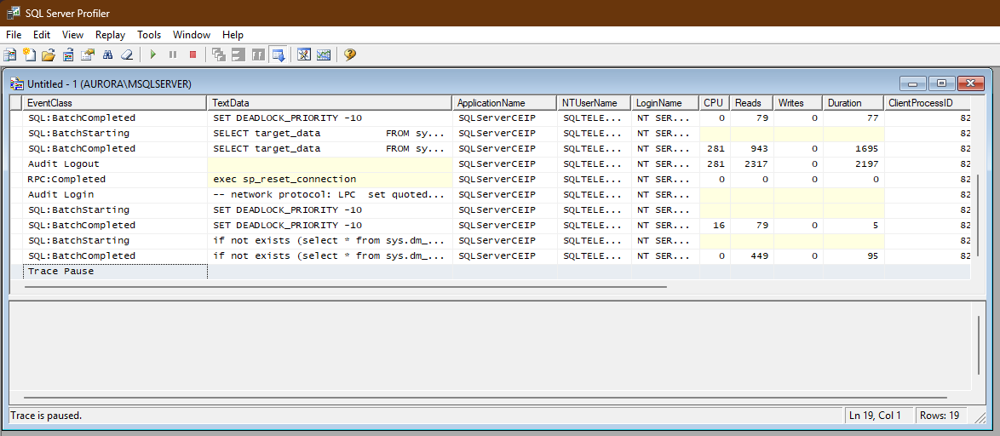 SQL Server Profiler
File Edit View Replay Tools Window Help
Untitled - 1 (AURORA\MSQLSERVER)
EventClass TextData ApplicationName NTUserName LoginName CPU Reads Writes Duration ClientProcessID
SQL:BatchCompleted SET DEADLOCK_PRIORITY -10 SQLServerCEIP SQLTELE... NT SER... 0 79 0 77 82
SQL:BatchStarting SELECT target_data FROM sy... SQLServerCEIP SQLTELE... NT SER... 82
SQL:BatchCompleted SELECT target_data FROM sy... SQLServerCEIP SQLTELE... NT SER... 281 943 0 1695 82
Audit Logout SQLServerCEIP SQLTELE... NT SER... 281 2317 0 2197 82
RPC:Completed exec sp_reset_connection SQLServerCEIP SQLTELE... NT SER... 0 0 0 0 82
Audit Login -- network protocol: LPC set quoted... SQLServerCEIP SQLTELE... NT SER... 82
SQL:BatchStarting SET DEADLOCK_PRIORITY -10 SQLServerCEIP SQLTELE... NT SER... 82
SQL:BatchCompleted SET DEADLOCK_PRIORITY -10 SQLServerCEIP SQLTELE... NT SER... 16 79 0 5 82
SQL:BatchStarting if not exists (select * from sys.dm_... SQLServerCEIP SQLTELE... NT SER... 82
SQL:BatchCompleted if not exists (select * from sys.dm_... SQLServerCEIP SQLTELE... NT SER... 0 449 0 95 82
Trace Pause
Trace is paused. Ln 19, Col 1 Rows: 19